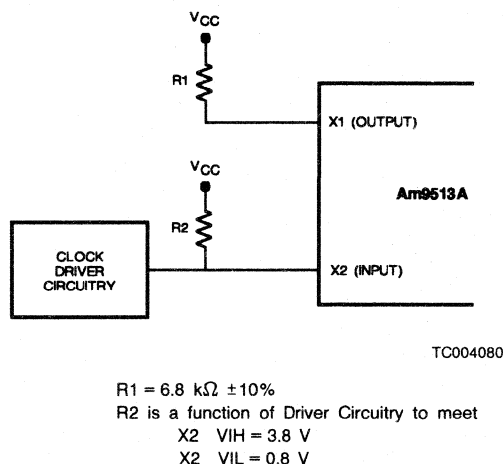 VCC
R1
X1 (OUTPUT)
VCC
Am9513A
R2
CLOCK
DRIVER
CIRCUITRY
X2 (INPUT)
TC004080
R1 = 6.8 kΩ ±10%
R2 is a function of Driver Circuitry to meet
X2 VIH = 3.8 V
X2 VIL = 0.8 V